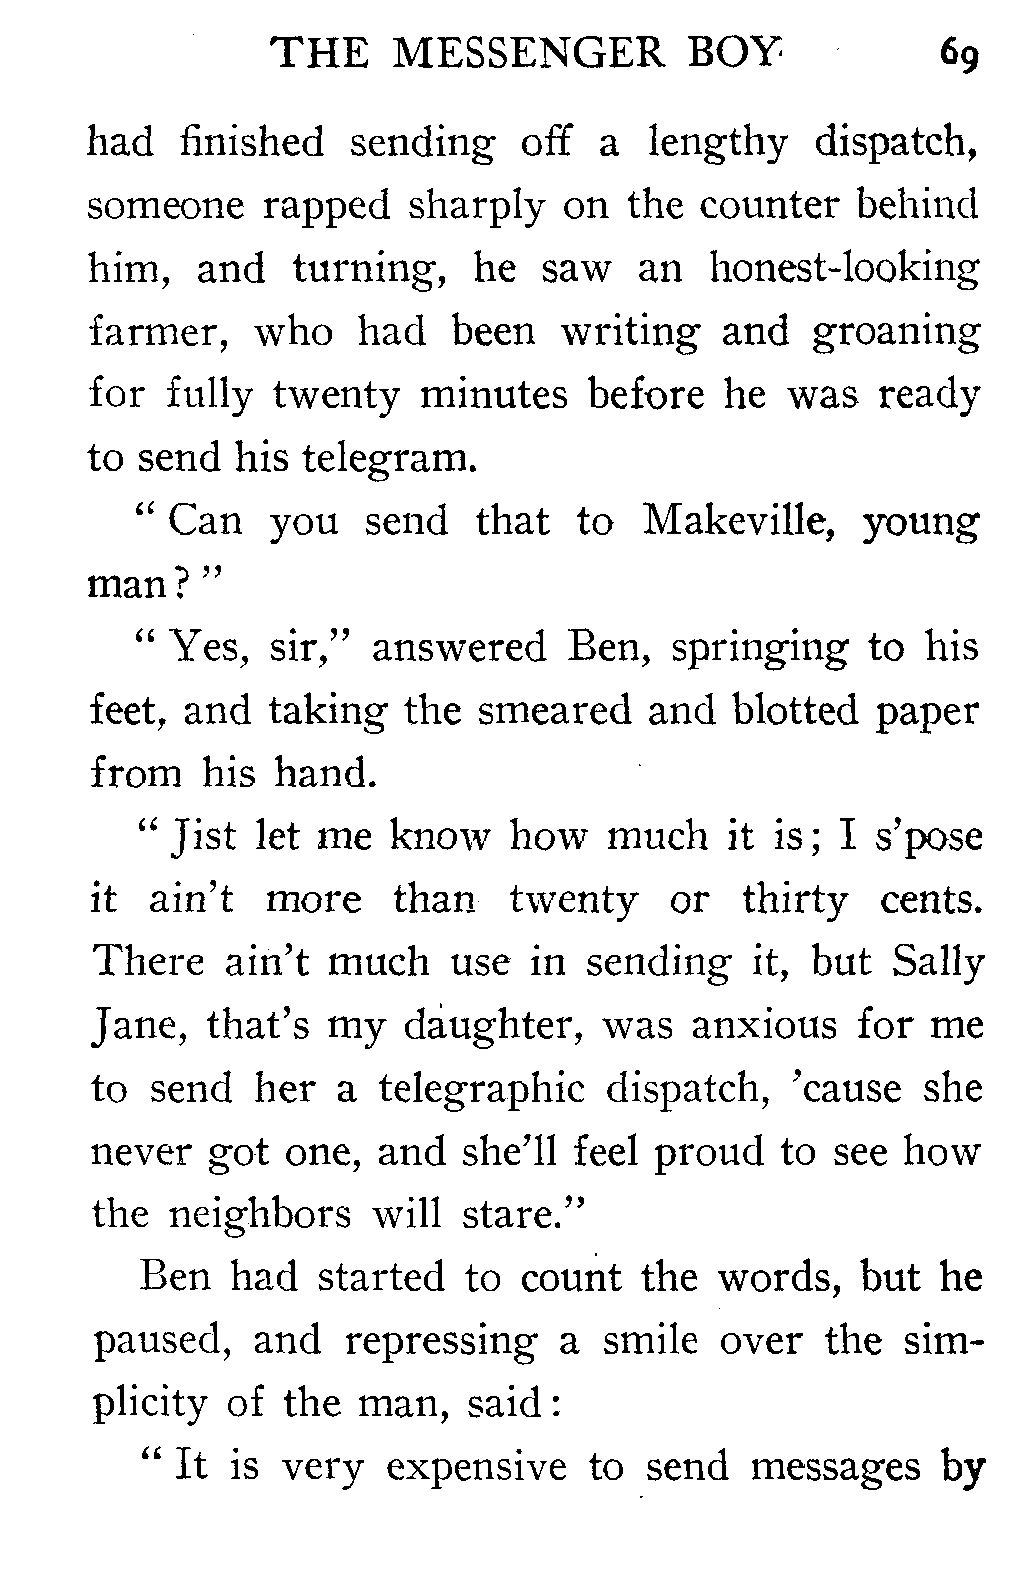 THE MESSENGER BOY 69
had finished sending off a lengthy dispatch,
someone rapped sharply on the counter behind
him, and turning, he saw an honest-looking
farmer, who had been writing and groaning
for fully twenty minutes before he was ready
to send his telegram.
“ Can you send that to Makeville, young
man? ”
“ Yes, sir,” answered Ben, springing to his
feet, and taking the smeared and blotted paper
from his hand.
“ Jist let me know how much it is; I s’pose
it ain’t more than twenty or thirty cents.
There ain’t much use in sending it, but Sally
Jane, that’s my daughter, was anxious for me
to send her a telegraphic dispatch, ’cause she
never got one, and she’ll feel proud to see how
the neighbors will stare.”
Ben had started to count the words, but he
paused, and repressing a smile over the sim-
plicity of the man, said:
“ It is very expensive to send messages by